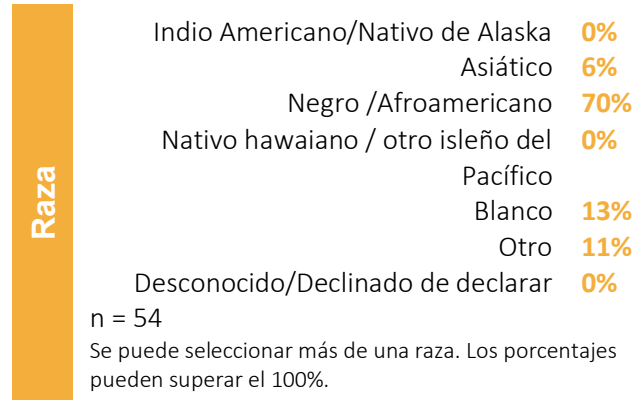 Raza
Indio Americano/Nativo de Alaska 0%
Asiático 6%
Negro /Afroamericano 70%
Nativo hawaiano / otro isleño del 0%
Pacífico
Blanco 13%
Otro 11%
Desconocido/Declinado de declarar 0%
n = 54
Se puede seleccionar más de una raza. Los porcentajes
pueden superar el 100%.